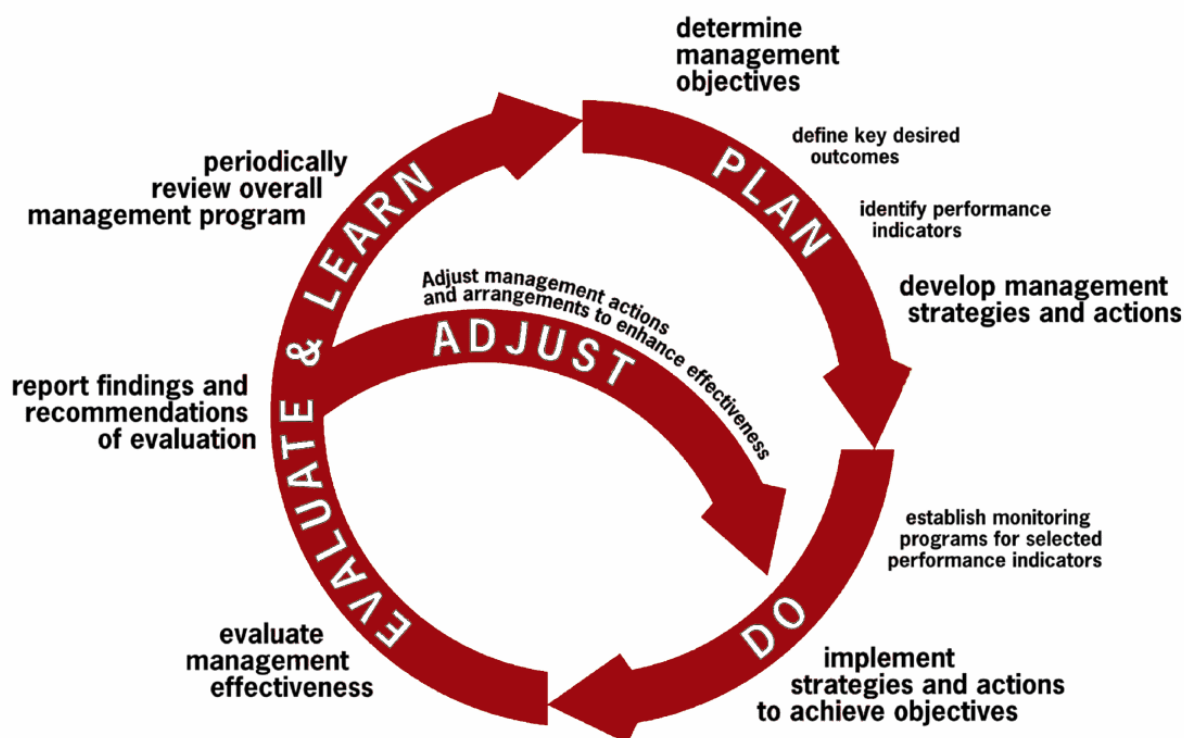 determine
management
objectives
define key desired
outcomes
PLAN
identify performance
indicators
develop management
strategies and actions
establish monitoring
programs for selected
performance indicators
DO
implement
strategies and actions
to achieve objectives
evaluate
management
effectiveness
EVALUATE & LEARN
report findings and
recommendations
of evaluation
periodically
review overall
management program
Adjust management actions
and arrangements to enhance effectiveness
ADJUST